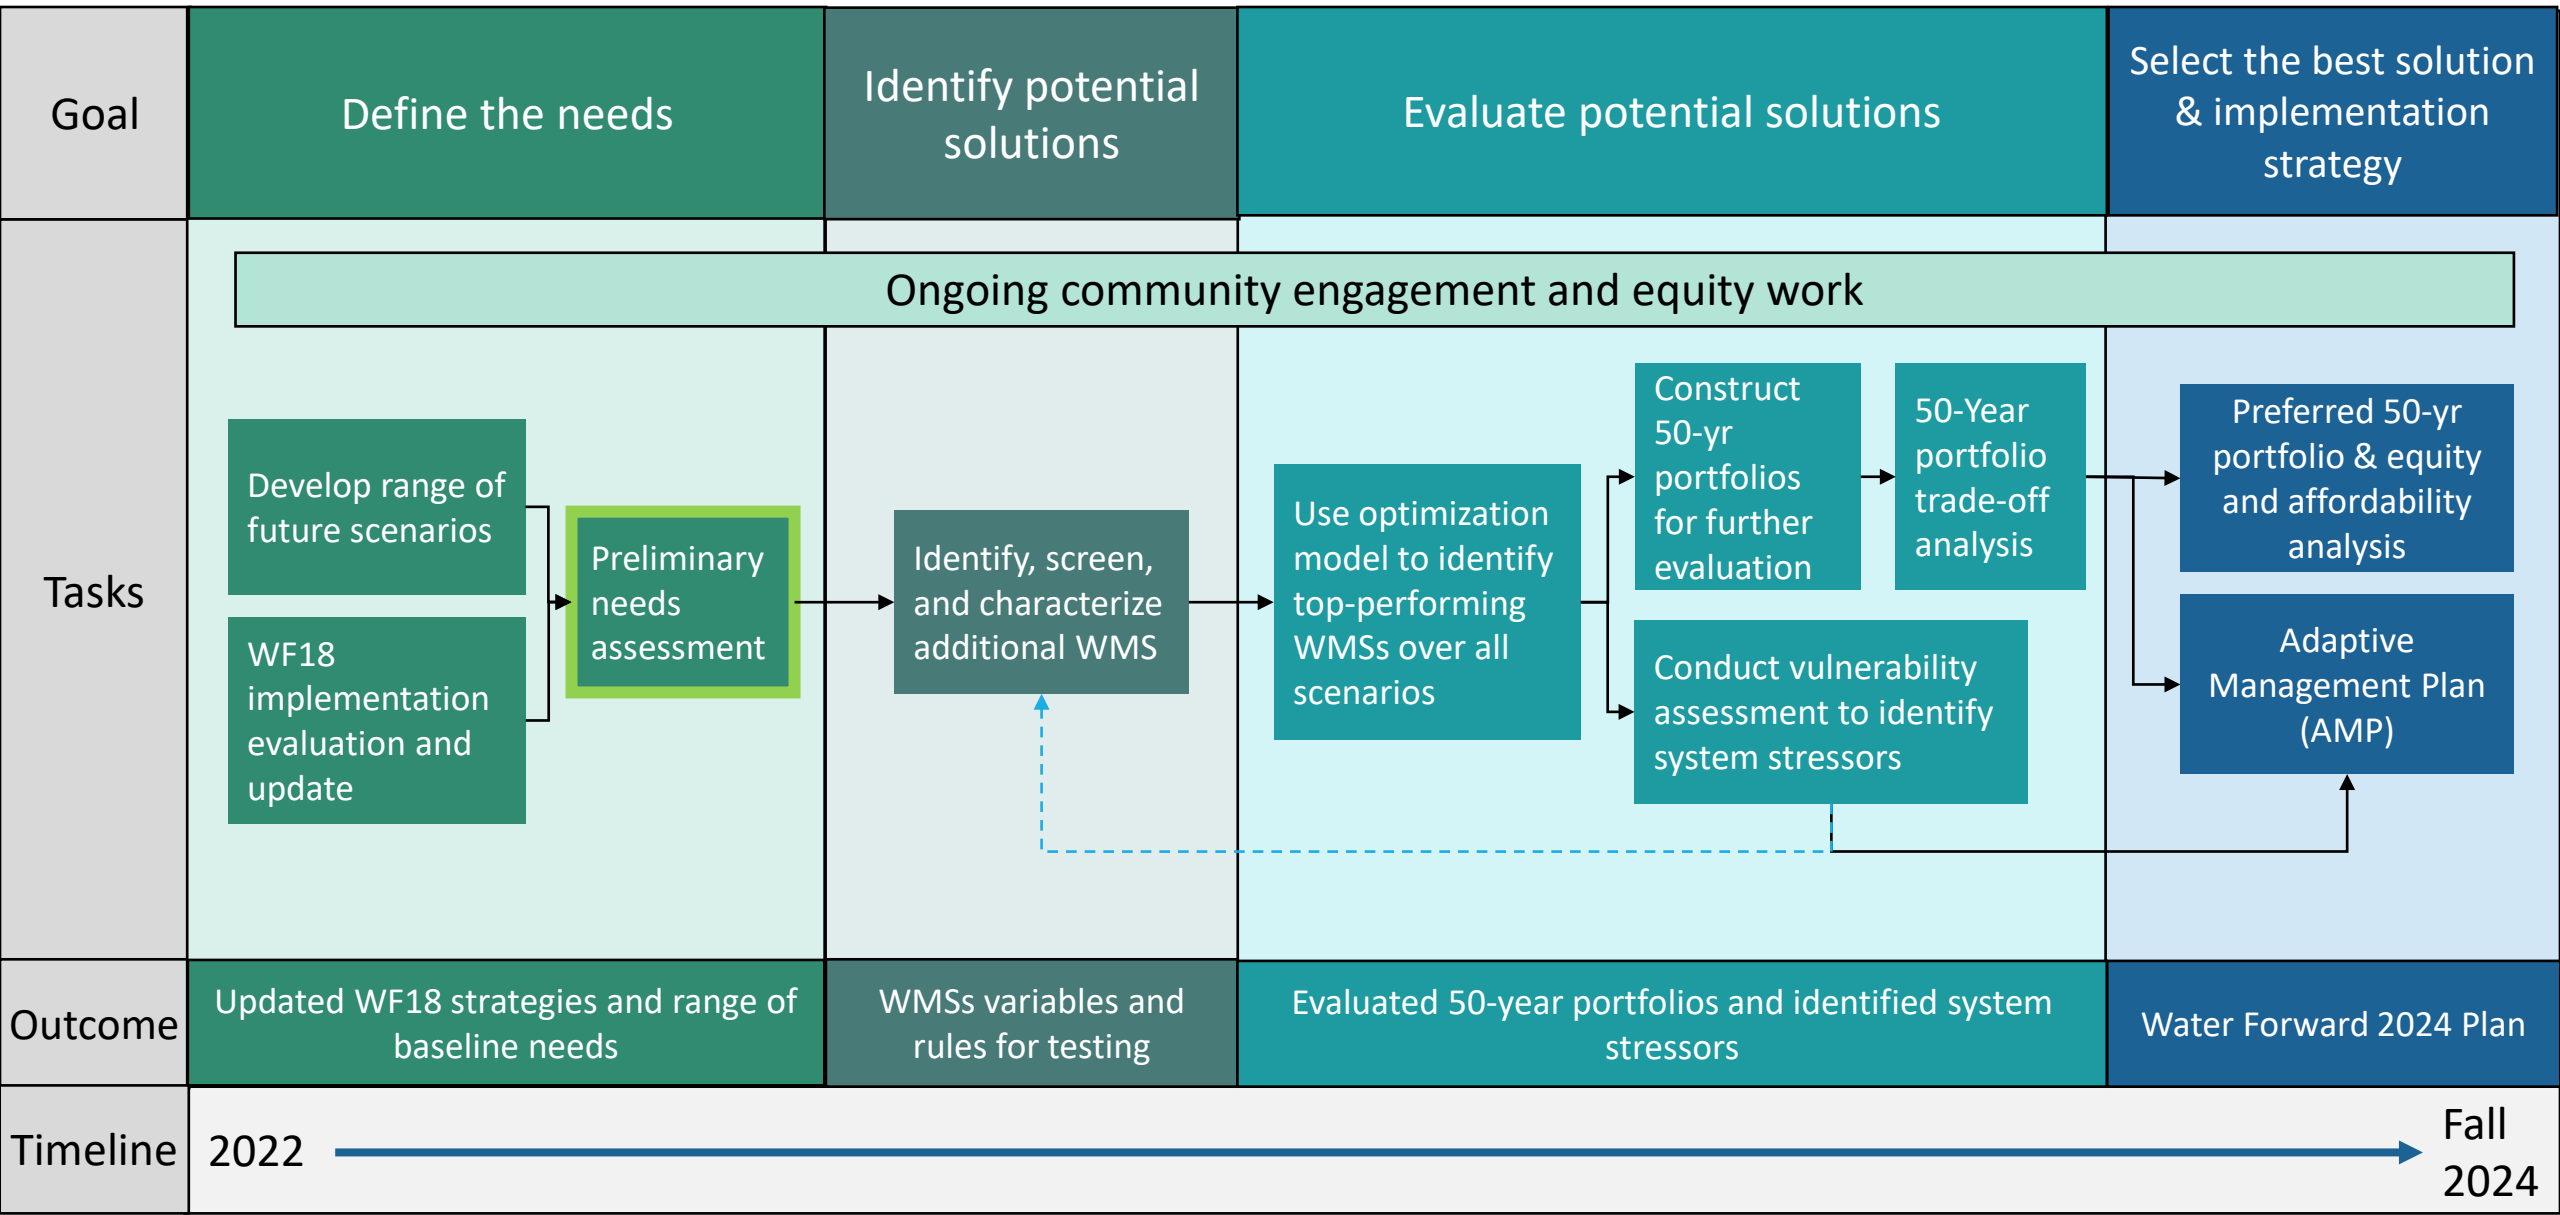 Goal
Define the needs
Identify potential
solutions
Evaluate potential solutions
Select the best solution
& implementation
strategy
Tasks
Ongoing community engagement and equity work
Develop range of
future scenarios
WF18
implementation
evaluation and
update
Preliminary
needs
assessment
Identify, screen,
and characterize
additional WMS
Use optimization
model to identify
top-performing
WMSs over all
scenarios
Construct
50-yr
portfolios
for further
evaluation
50-Year
portfolio
trade-off
analysis
Conduct vulnerability
assessment to identify
system stressors
Preferred 50-yr
portfolio & equity
and affordability
analysis
Adaptive
Management Plan
(AMP)
Outcome
Updated WF18 strategies and range of
baseline needs
WMSs variables and
rules for testing
Evaluated 50-year portfolios and identified system
stressors
Water Forward 2024 Plan
Timeline
2022
Fall
2024